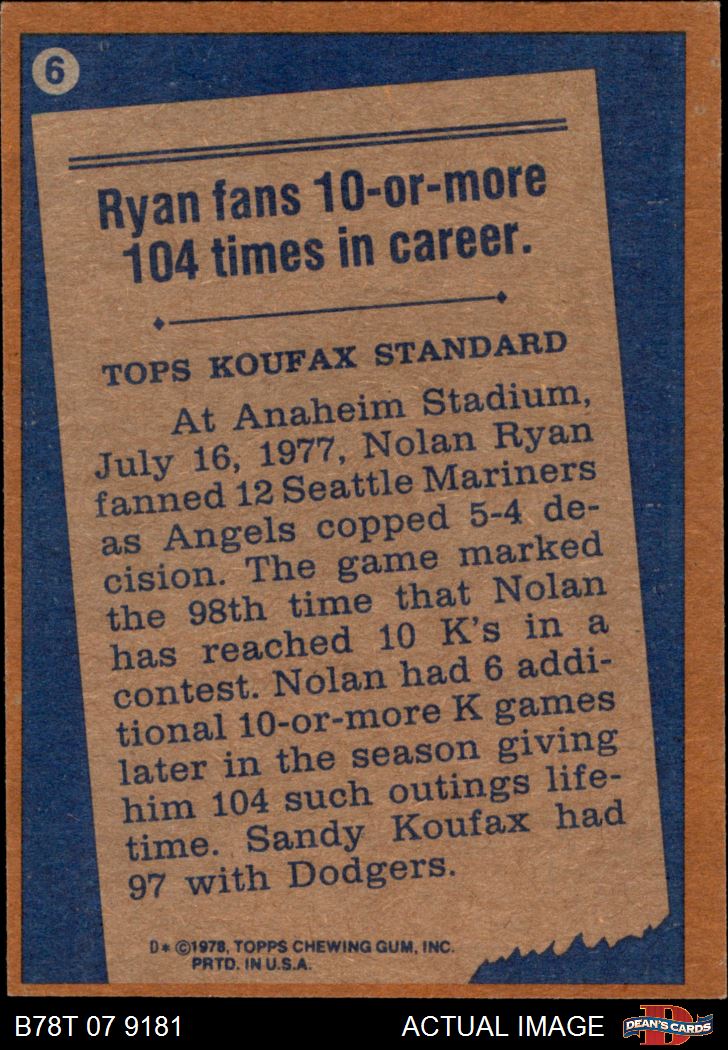 6
Ryan fans 10-or-more
104 times in career.
TOPS KOUFAX STANDARD
At Anaheim Stadium,
July 16, 1977, Nolan Ryan
fanned 12 Seattle Mariners
as Angels copped 5-4 de-
cision. The game marked
the 98th time that Nolan
has reached 10 K's in a
contest. Nolan had 6 addi-
tional 10-or-more K games
later in the season giving
him 104 such outings life-
time. Sandy Koufax had
97 with Dodgers.
D* ©1978, TOPPS CHEWING GUM, INC.
PRTD. IN U.S.A.
B78T 07 9181 ACTUAL IMAGE
D
DEAN'S CARDS